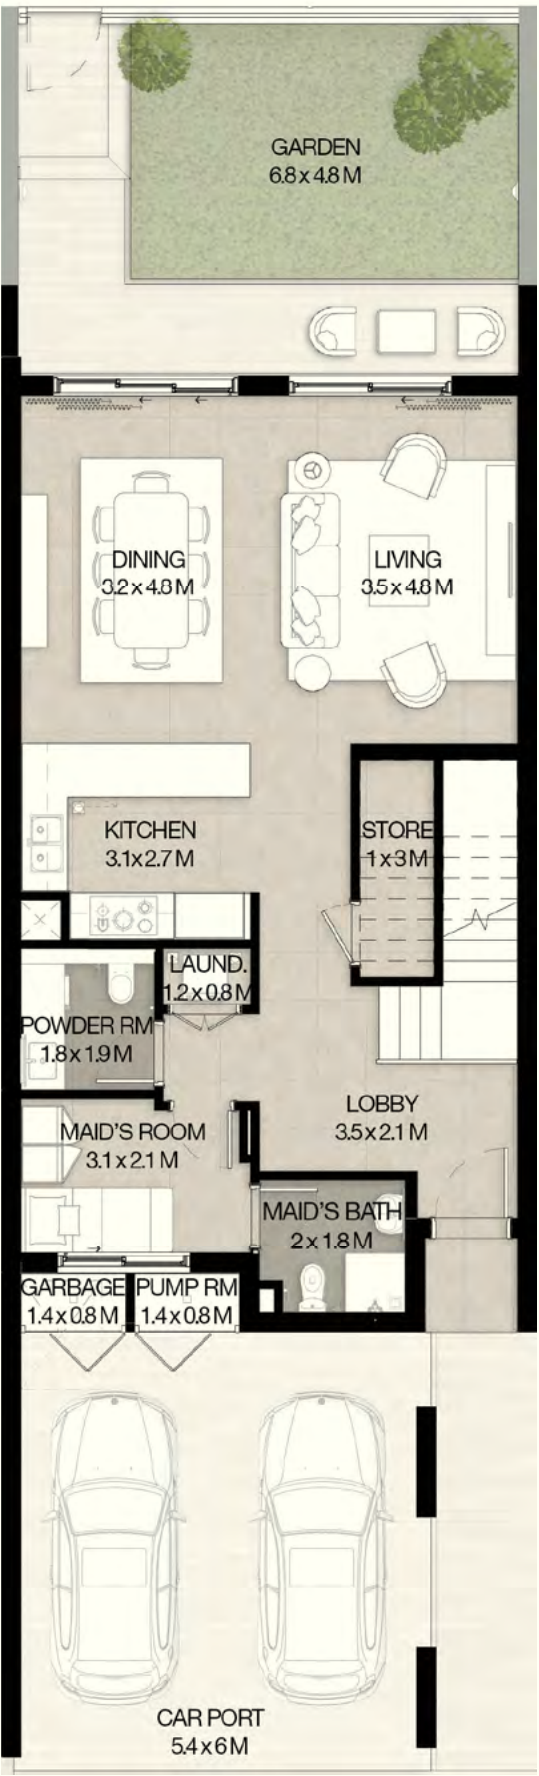 GARDEN
6.8 x 4.8 M
DINING
3.2 x 4.8 M
LIVING
3.5 x 4.8 M
KITCHEN
3.1 x 2.7 M
STORE
1 x 3 M
LAUND.
1.2 x 0.8 M
POWDER RM
1.8 x 1.9 M
LOBBY
3.5 x 2.1 M
MAID'S ROOM
3.1 x 2.1 M
MAID'S BATH
2 x 1.8 M
GARBAGE
1.4 x 0.8 M
PUMP RM
1.4 x 0.8 M
CAR PORT
5.4 x 6 M